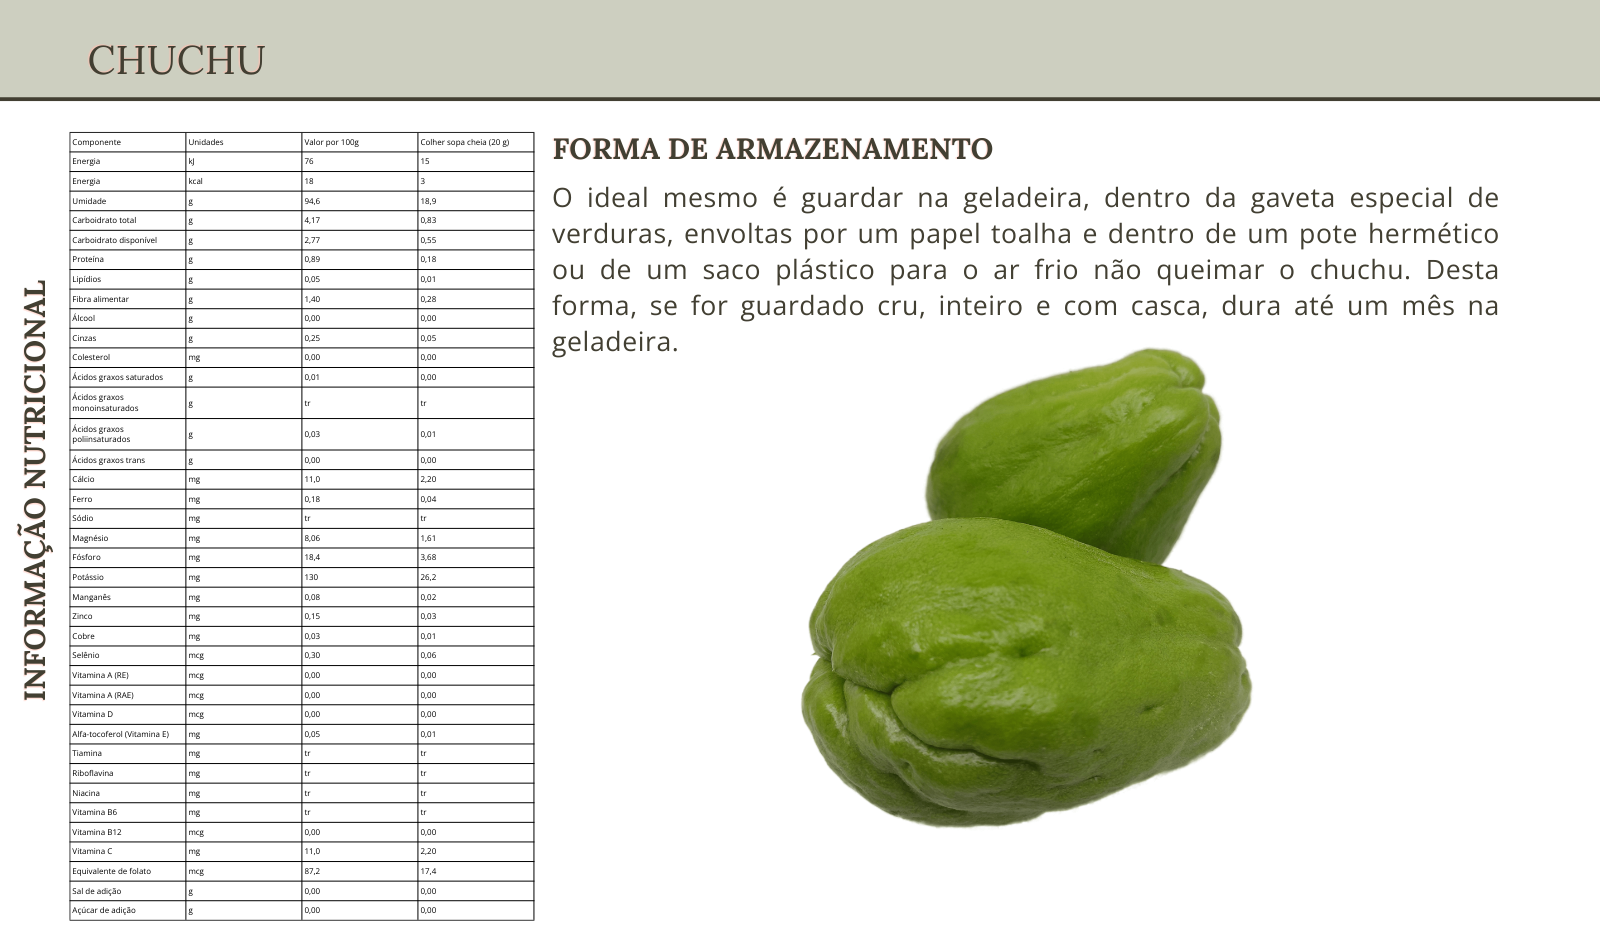 CHUCHU
INFORMAÇÃO NUTRICIONAL
Componente Unidades Valor por 100g Colher sopa cheia (20 g)
Energia kJ 76 15
Energia kcal 18 3
Umidade g 94,6 18,9
Carboidrato total g 4,17 0,83
Carboidrato disponível g 2,77 0,55
Proteína g 0,89 0,18
Lipídios g 0,05 0,01
Fibra alimentar g 1,40 0,28
Álcool g 0,00 0,00
Cinzas g 0,25 0,05
Colesterol mg 0,00 0,00
Ácidos graxos saturados g 0,01 0,00
Ácidos graxos
monoinsaturados g tr tr
Ácidos graxos
poliinsaturados g 0,03 0,01
Ácidos graxos trans g 0,00 0,00
Cálcio mg 11,0 2,20
Ferro mg 0,18 0,04
Sódio mg tr tr
Magnésio mg 8,06 1,61
Fósforo mg 18,4 3,68
Potássio mg 130 26,2
Manganês mg 0,08 0,02
Zinco mg 0,15 0,03
Cobre mg 0,03 0,01
Selênio mcg 0,30 0,06
Vitamina A (RE) mcg 0,00 0,00
Vitamina A (RAE) mcg 0,00 0,00
Vitamina D mcg 0,00 0,00
Alfa-tocoferol (Vitamina E) mg 0,05 0,01
Tiamina mg tr tr
Riboflavina mg tr tr
Niacina mg tr tr
Vitamina B6 mg tr tr
Vitamina B12 mcg 0,00 0,00
Vitamina C mg 11,0 2,20
Equivalente de folato mcg 87,2 17,4
Sal de adição g 0,00 0,00
Açúcar de adição g 0,00 0,00
FORMA DE ARMAZENAMENTO
O ideal mesmo é guardar na geladeira, dentro da gaveta especial de
verduras, envoltas por um papel toalha e dentro de um pote hermético
ou de um saco plástico para o ar frio não queimar o chuchu. Desta
forma, se for guardado cru, inteiro e com casca, dura até um mês na
geladeira.